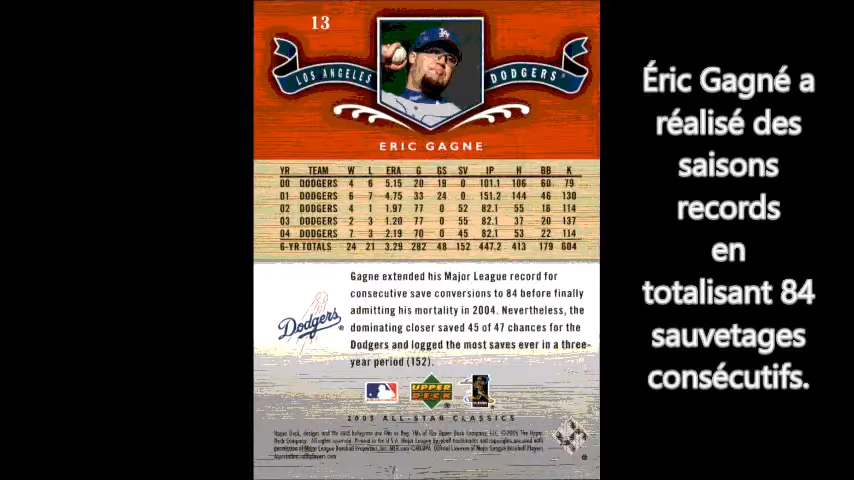 13
LOS ANGELES DODGERS
ERIC GAGNE
YR TEAM W L ERA G GS SV IP H BB K
00 DODGERS 4 6 5.15 20 19 0 101.1 106 60 79
01 DODGERS 6 7 4.75 33 24 0 151.2 144 46 130
02 DODGERS 4 1 1.97 77 0 52 82.1 55 16 114
03 DODGERS 2 3 1.20 77 0 55 82.1 37 20 137
04 DODGERS 7 3 2.19 70 0 45 82.1 53 22 114
6-YR TOTALS 24 21 3.29 282 48 152 447.2 413 179 604
Gagne extended his Major League record for
consecutive save conversions to 84 before finally
admitting his mortality in 2004. Nevertheless, the
dominating closer saved 45 of 47 chances for the
Dodgers and logged the most saves ever in a three-
year period (152).
Dodgers
UPPER DECK
2005 ALL-STAR CLASSICS
Éric Gagné a
réalisé des
saisons
records
en
totalisant 84
sauvetages
consécutifs.